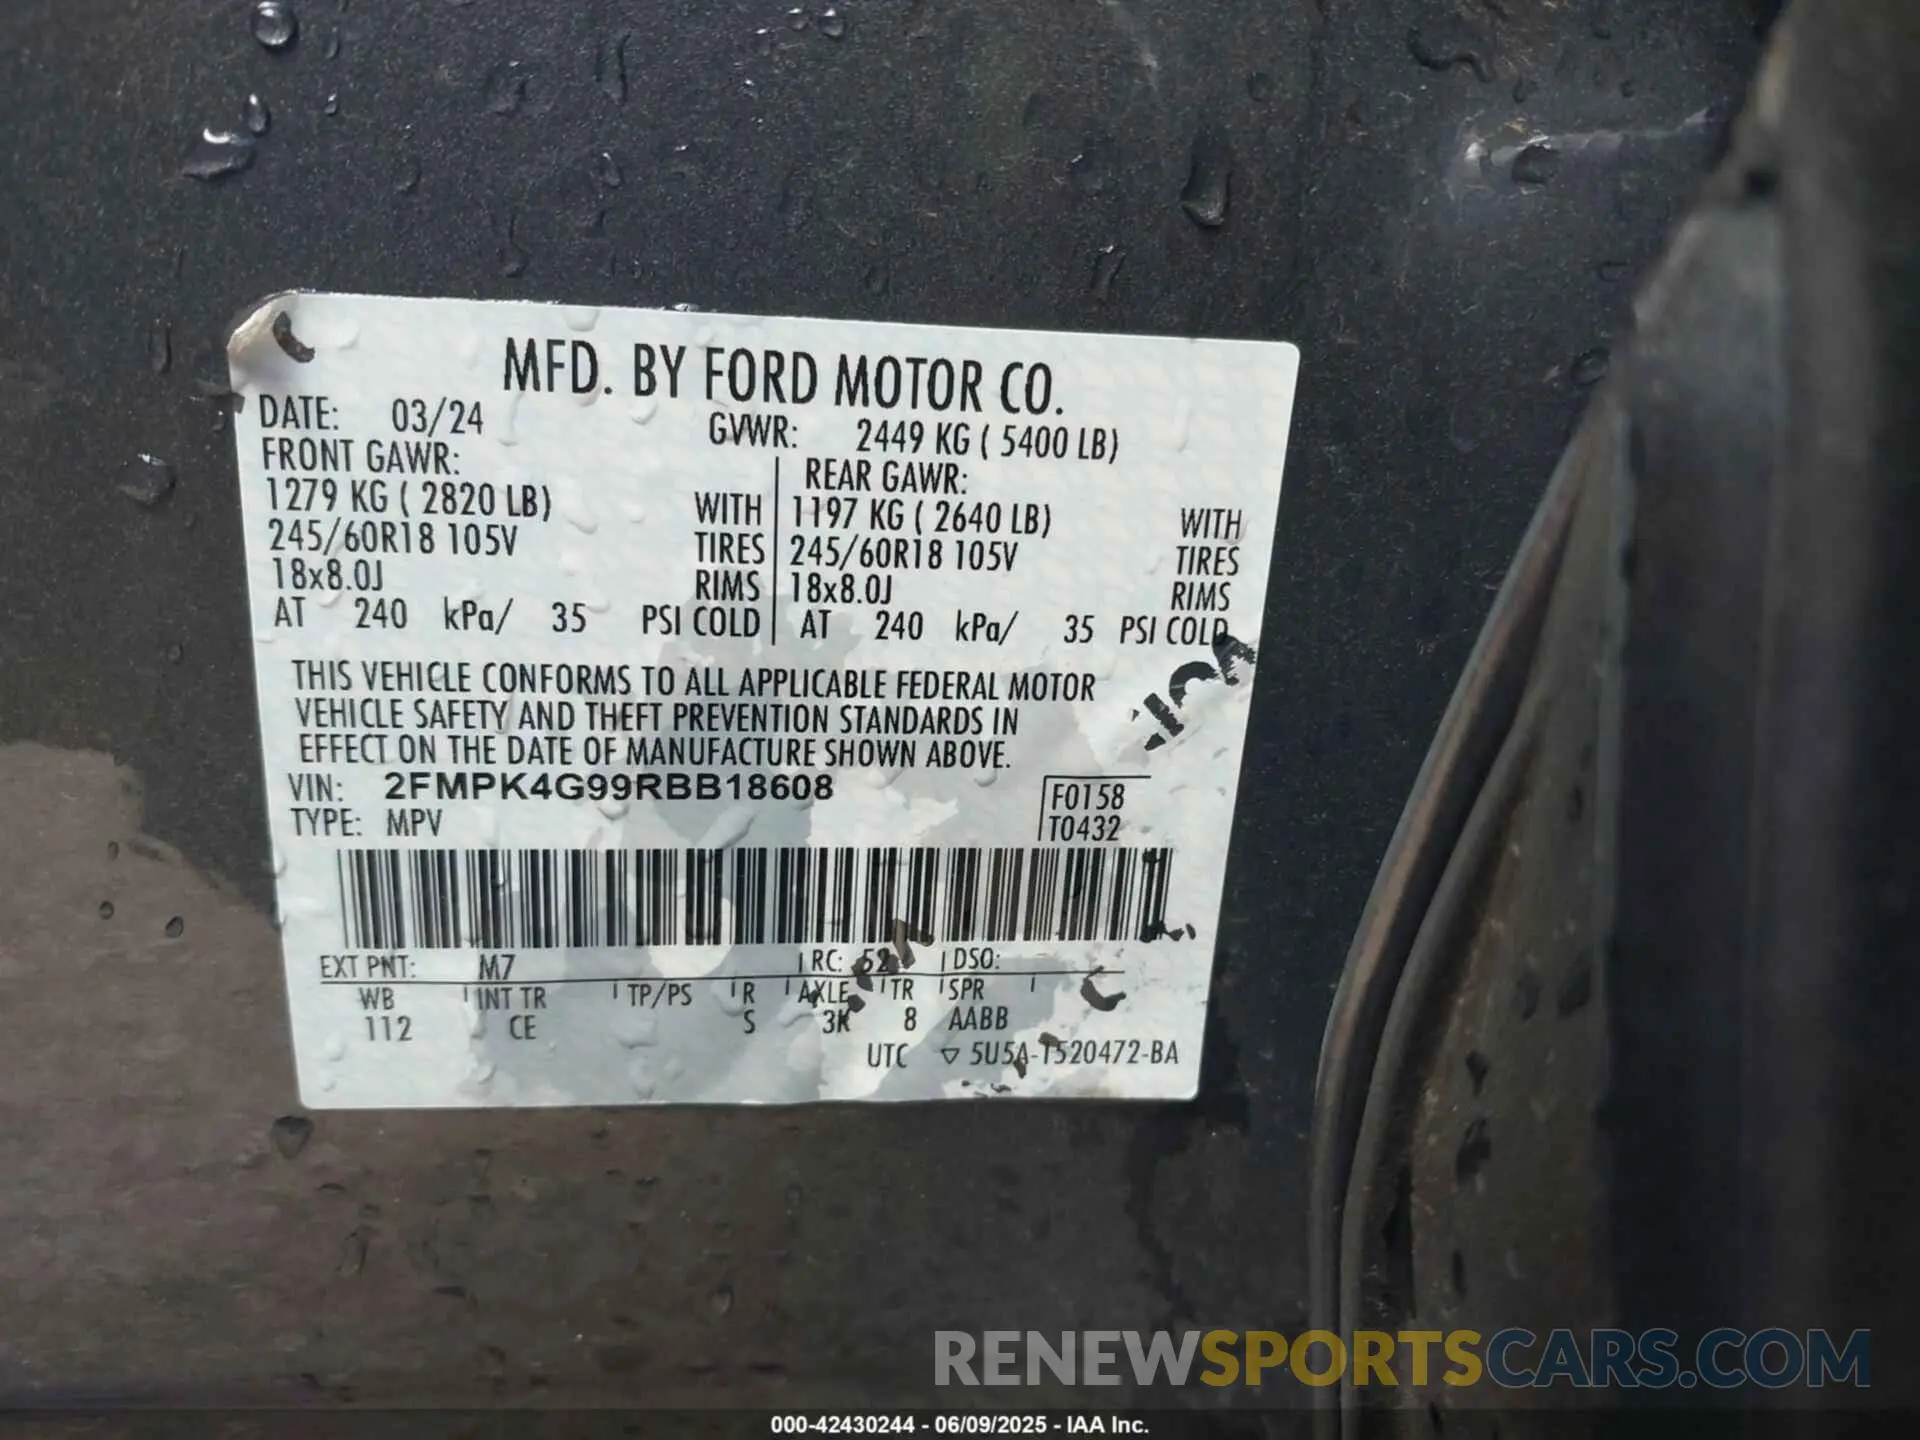 MFD. BY FORD MOTOR CO.
DATE: 03/24 GVWR: 2449 KG ( 5400 LB)
FRONT GAWR: REAR GAWR:
1279 KG ( 2820 LB) WITH 1197 KG ( 2640 LB) WITH
245/60R18 105V TIRES 245/60R18 105V TIRES
18x8.0J RIMS 18x8.0J RIMS
AT 240 kPa/ 35 PSI COLD AT 240 kPa/ 35 PSI COLD
THIS VEHICLE CONFORMS TO ALL APPLICABLE FEDERAL MOTOR
VEHICLE SAFETY AND THEFT PREVENTION STANDARDS IN
EFFECT ON THE DATE OF MANUFACTURE SHOWN ABOVE.
VIN: 2FMPK4G99RBB18608
TYPE: MPV
F0158
T0432
EXT PNT: M7 RC: 52 DSO:
WB INT TR TP/PS R AXLE TR SPR
112 CE S 3K 8 AABB
UTC ▽ 5U5A-1520472-BA
RENEWSPORTSCARS.COM
000-42430244 - 06/09/2025 - IAA Inc.